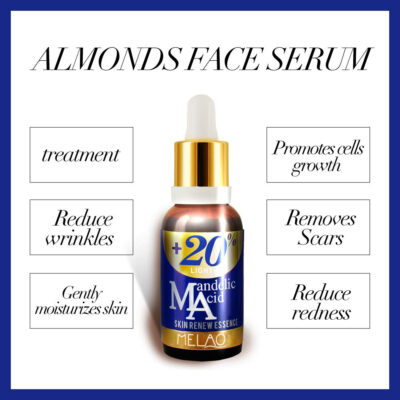 ALMONDS FACE SERUM
treatment
Reduce
wrinkles
Gently
moisturizes skin
Promotes cells
growth
Removes
Scars
Reduce
redness
+20%
LIGHT
Mandelic
Acid
SKIN RENEW ESSENCE
MELAO